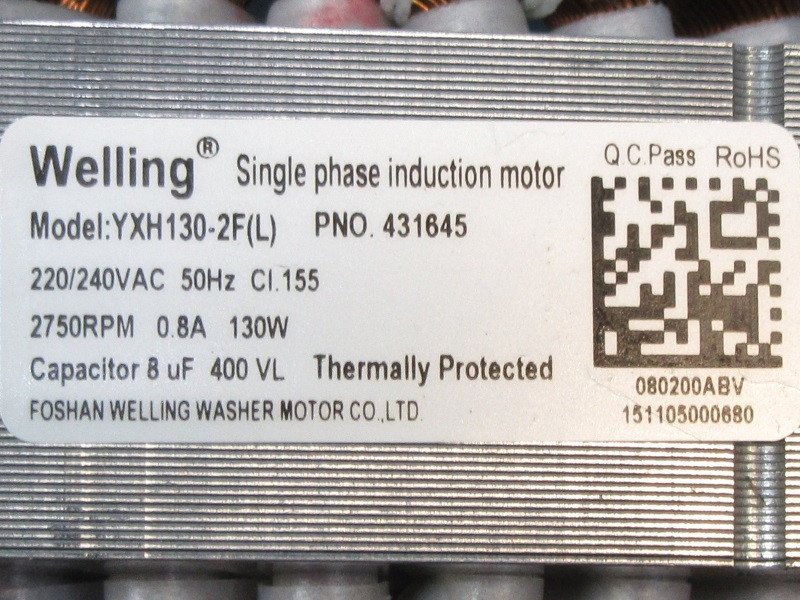 Welling® Single phase induction motor
Model:YXH130-2F(L) PNO. 431645
220/240VAC 50Hz Cl.155
2750RPM 0.8A 130W
Capacitor 8 uF 400 VL Thermally Protected
FOSHAN WELLING WASHER MOTOR CO.,LTD.
Q.C.Pass RoHS
080200ABV
151105000680